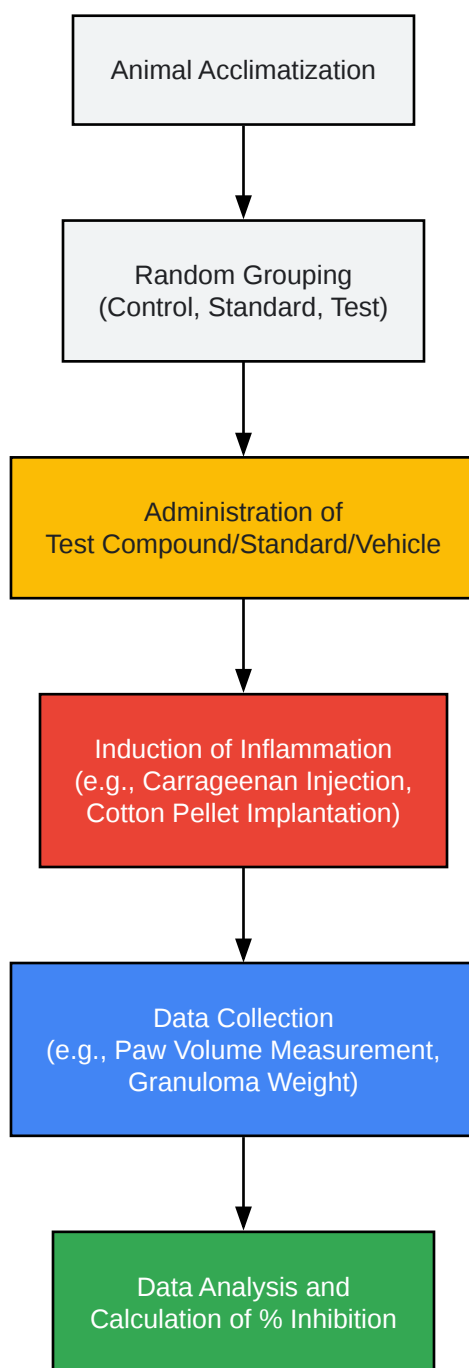 Animal Acclimatization
Random Grouping
(Control, Standard, Test)
Administration of
Test Compound/Standard/Vehicle
Induction of Inflammation
(e.g., Carrageenan Injection,
Cotton Pellet Implantation)
Data Collection
(e.g., Paw Volume Measurement,
Granuloma Weight)
Data Analysis and
Calculation of % Inhibition